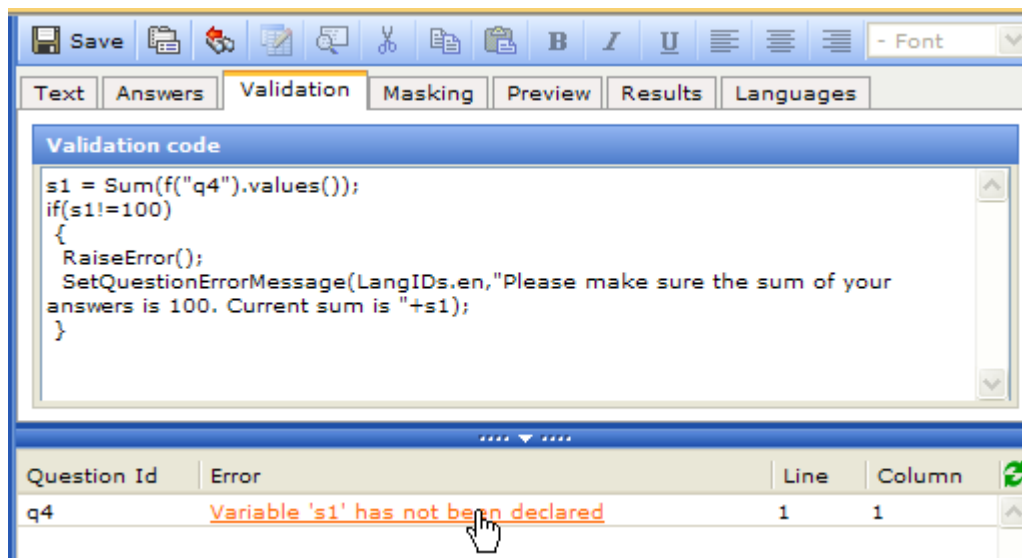 Save B I U - Font
Text Answers Validation Masking Preview Results Languages
Validation code
s1 = Sum(f("q4").values());
if(s1!=100)
{
RaiseError();
SetQuestionErrorMessage(LangIDs.en,"Please make sure the sum of your
answers is 100. Current sum is "+s1);
}
Question Id Error Line Column
q4 Variable 's1' has not been declared 1 1